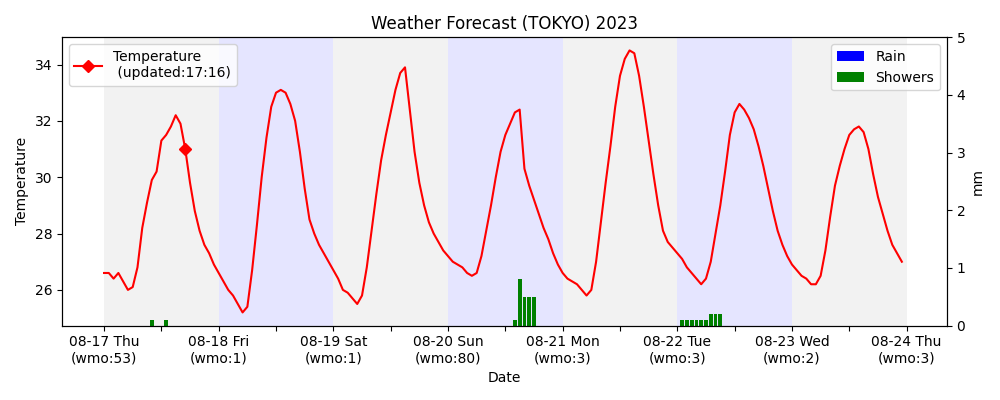 Weather Forecast (TOKYO) 2023
Temperature
(updated:17:16)
Rain
Showers
Temperature
34
32
30
28
26
5
4
3
2
1
0
mm
08-17 Thu
(wmo:53)
08-18 Fri
(wmo:1)
08-19 Sat
(wmo:1)
08-20 Sun
(wmo:80)
08-21 Mon
(wmo:3)
08-22 Tue
(wmo:3)
08-23 Wed
(wmo:2)
08-24 Thu
(wmo:3)
Date